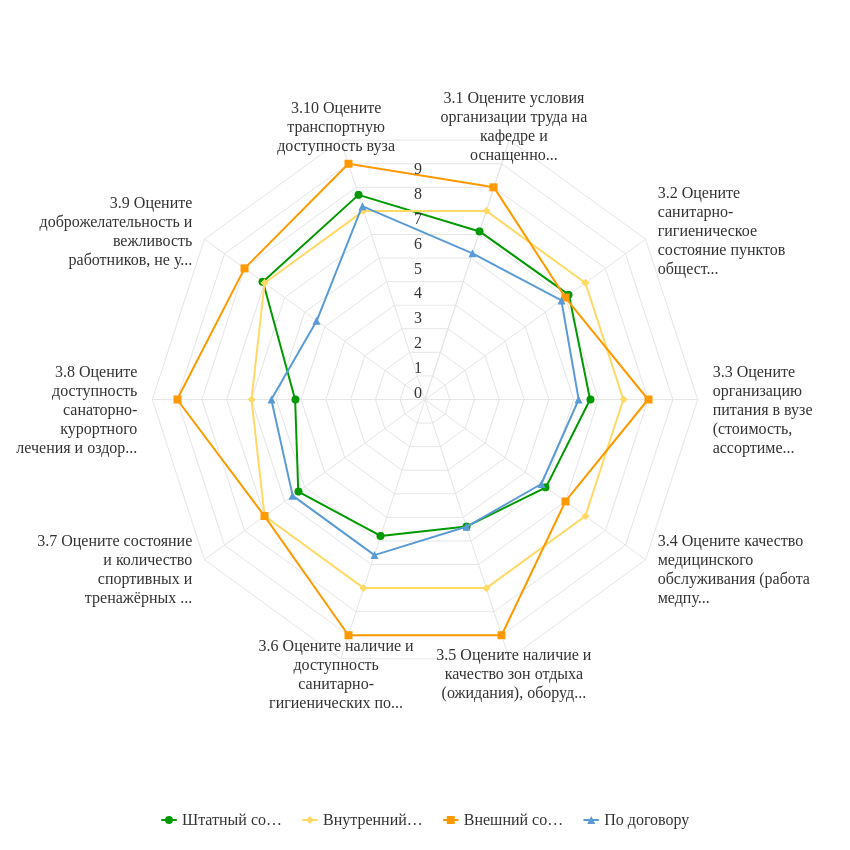 3.1 Оцените условия
организации труда на
кафедре и
оснащенно...
3.2 Оцените
санитарно-
гигиеническое
состояние пунктов
общест...
3.3 Оцените
организацию
питания в вузе
(стоимость,
ассортиме...
3.4 Оцените качество
медицинского
обслуживания (работа
медпу...
3.5 Оцените наличие и
качество зон отдыха
(ожидания), оборуд...
3.6 Оцените наличие и
доступность
санитарно-
гигиенических по...
3.7 Оцените состояние
и количество
спортивных и
тренажёрных ...
3.8 Оцените
доступность
санаторно-
курортного
лечения и оздор...
3.9 Оцените
доброжелательность и
вежливость
работников, не у...
3.10 Оцените
транспортную
доступность вуза
9
8
7
6
5
4
3
2
1
0
Штатный со… Внутренний… Внешний со… По договору